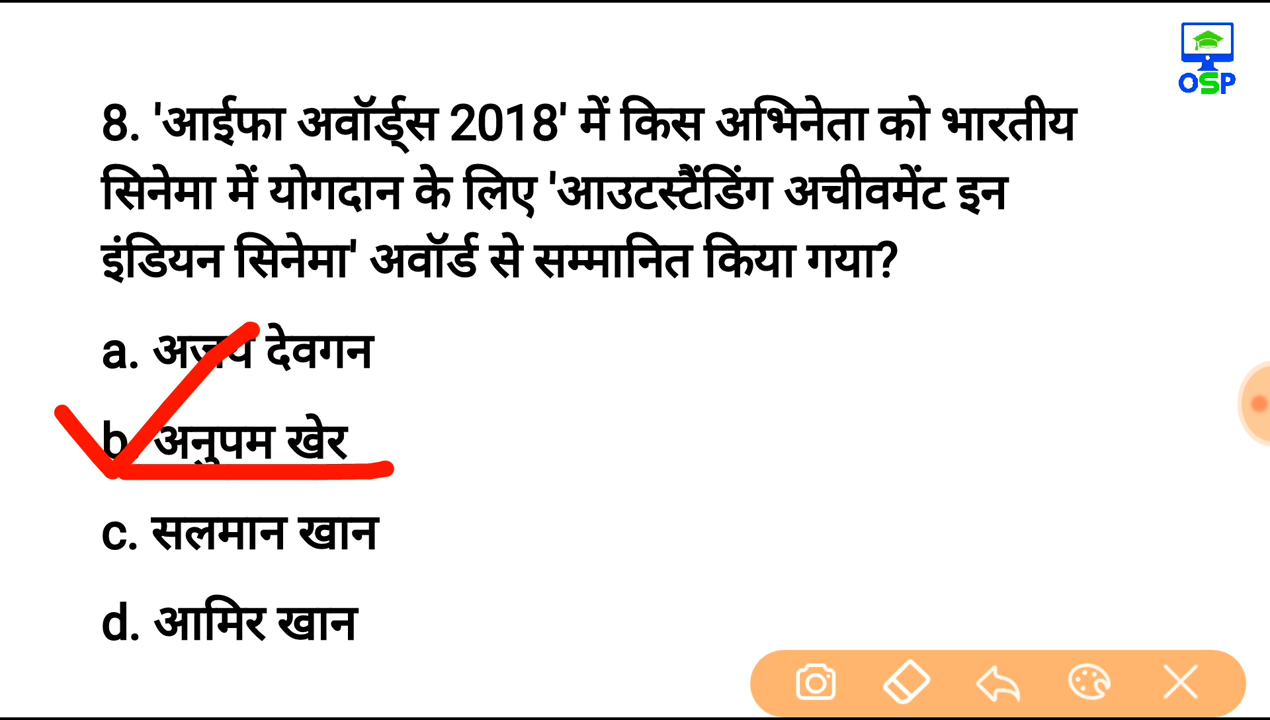 OSP
8. 'आईफा अवॉर्ड्स 2018' में किस अभिनेता को भारतीय
सिनेमा में योगदान के लिए 'आउटस्टैंडिंग अचीवमेंट इन
इंडियन सिनेमा' अवॉर्ड से सम्मानित किया गया?
a. अजय देवगन
b. अनुपम खेर
c. सलमान खान
d. आमिर खान